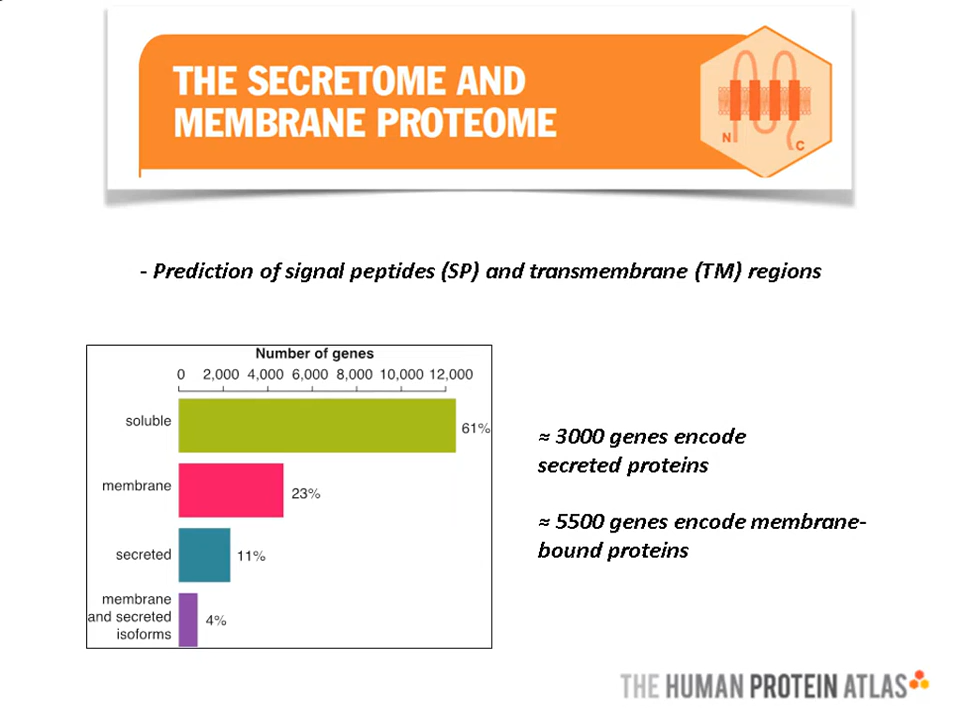 THE SECRETOME AND
MEMBRANE PROTEOME
N
C
- Prediction of signal peptides (SP) and transmembrane (TM) regions
Number of genes
0 2,000 4,000 6,000 8,000 10,000 12,000
soluble
61%
membrane
23%
secreted
11%
membrane
and secreted
isoforms
4%
≈ 3000 genes encode
secreted proteins
≈ 5500 genes encode membrane-
bound proteins
THE HUMAN PROTEIN ATLAS